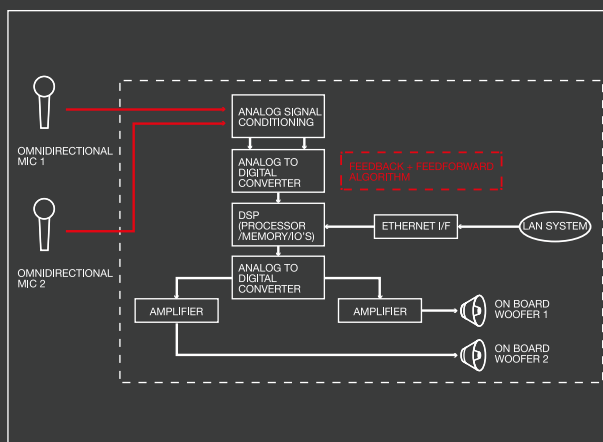 OMNIDIRECTIONAL
MIC 1
ANALOG SIGNAL
CONDITIONING
ANALOG TO
DIGITAL
CONVERTER
FEEDBACK + FEEDFORWARD
ALGORITHM
OMNIDIRECTIONAL
MIC 2
DSP
(PROCESSOR
/MEMORY/IO'S)
ETHERNET I/F
LAN SYSTEM
ANALOG TO
DIGITAL
CONVERTER
AMPLIFIER
AMPLIFIER
ON BOARD
WOOFER 1
ON BOARD
WOOFER 2